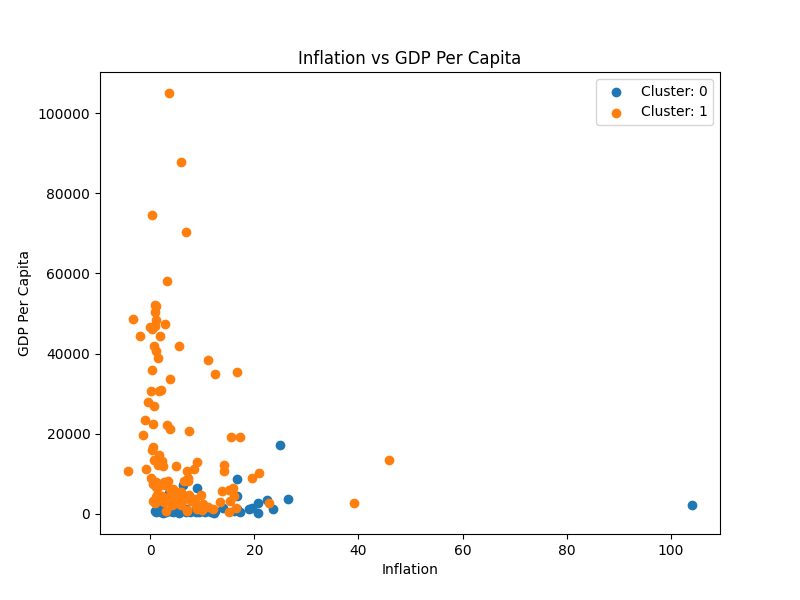 Inflation vs GDP Per Capita
Cluster: 0
Cluster: 1
100000
80000
60000
40000
20000
0
GDP Per Capita
0 20 40 60 80 100
Inflation